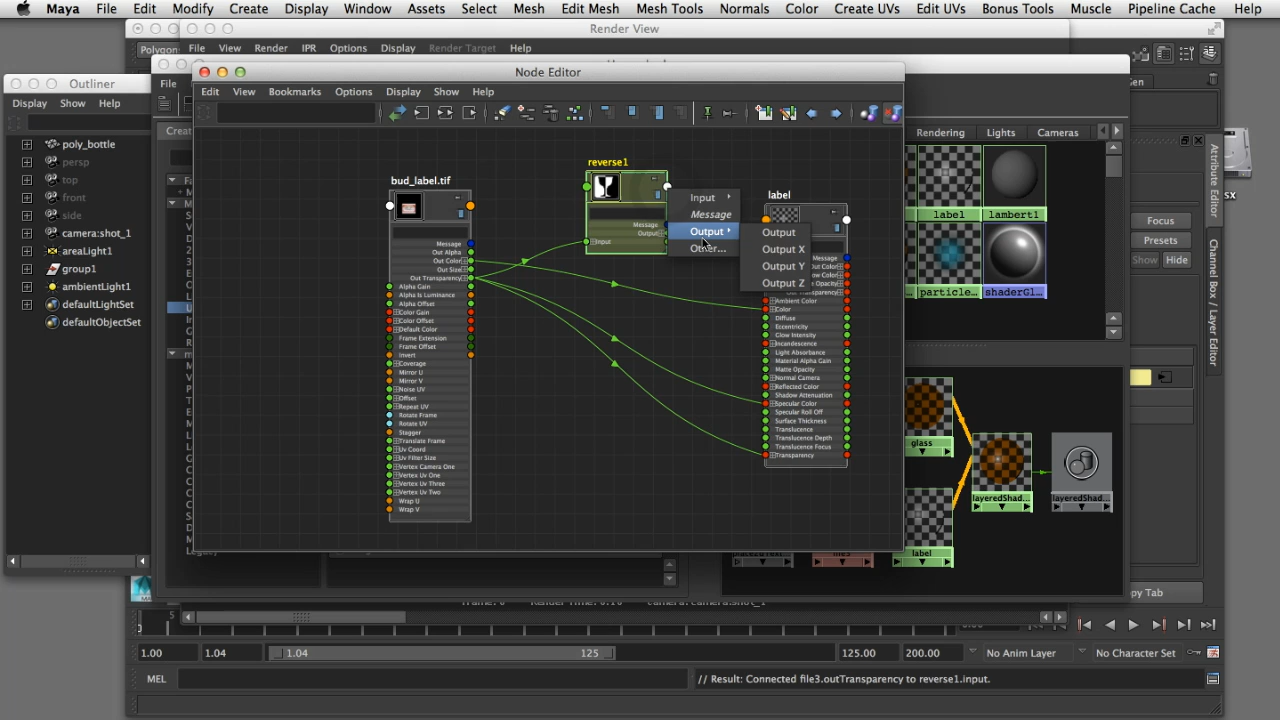 Maya File Edit Modify Create Display Window Assets Select Mesh Edit Mesh Mesh Tools Normals Color Create UVs Edit UVs Bonus Tools Muscle Pipeline Cache Help
Render View
File View Render IPR Options Display Render Target Help
Node Editor
Edit View Bookmarks Options Display Show Help
Outliner
Display Show Help
poly_bottle
persp
top
front
side
camera:shot_1
areaLight1
group1
ambientLight1
defaultLightSet
defaultObjectSet
bud_label.tif
Message
Out Alpha
Out Color
Out Size
Out Transparency
Alpha Gain
Alpha Is Luminance
Alpha Offset
Color Gain
Color Offset
Default Color
Frame Extension
Frame Offset
Invert
Coverage
Mirror U
Mirror V
Noise UV
Offset
Repeat UV
Rotate Frame
Rotate UV
Stagger
Translate Frame
Uv Coord
Uv Filter Size
Vertex Camera One
Vertex Uv One
Vertex Uv Three
Vertex Uv Two
Wrap U
Wrap V
reverse1
Message
Output
Input
Input
Message
Output
Other...
Output
Output X
Output Y
Output Z
label
Message
Ambient Color
Color
Diffuse
Eccentricity
Glow Intensity
Incandescence
Light Absorbance
Material Alpha Gain
Matte Opacity
Normal Camera
Reflected Color
Shadow Attenuation
Specular Color
Specular Roll Off
Surface Thickness
Translucence
Translucence Depth
Translucence Focus
Transparency
Rendering Lights Cameras
label lambert1
particle... shaderGl...
glass
layeredShad... layeredShad...
label
Focus
Presets
Show Hide
Attribute Editor
Channel Box / Layer Editor
1.00 1.04 1.04 125 125.00 200.00 No Anim Layer No Character Set
MEL // Result: Connected file3.outTransparency to reverse1.input.